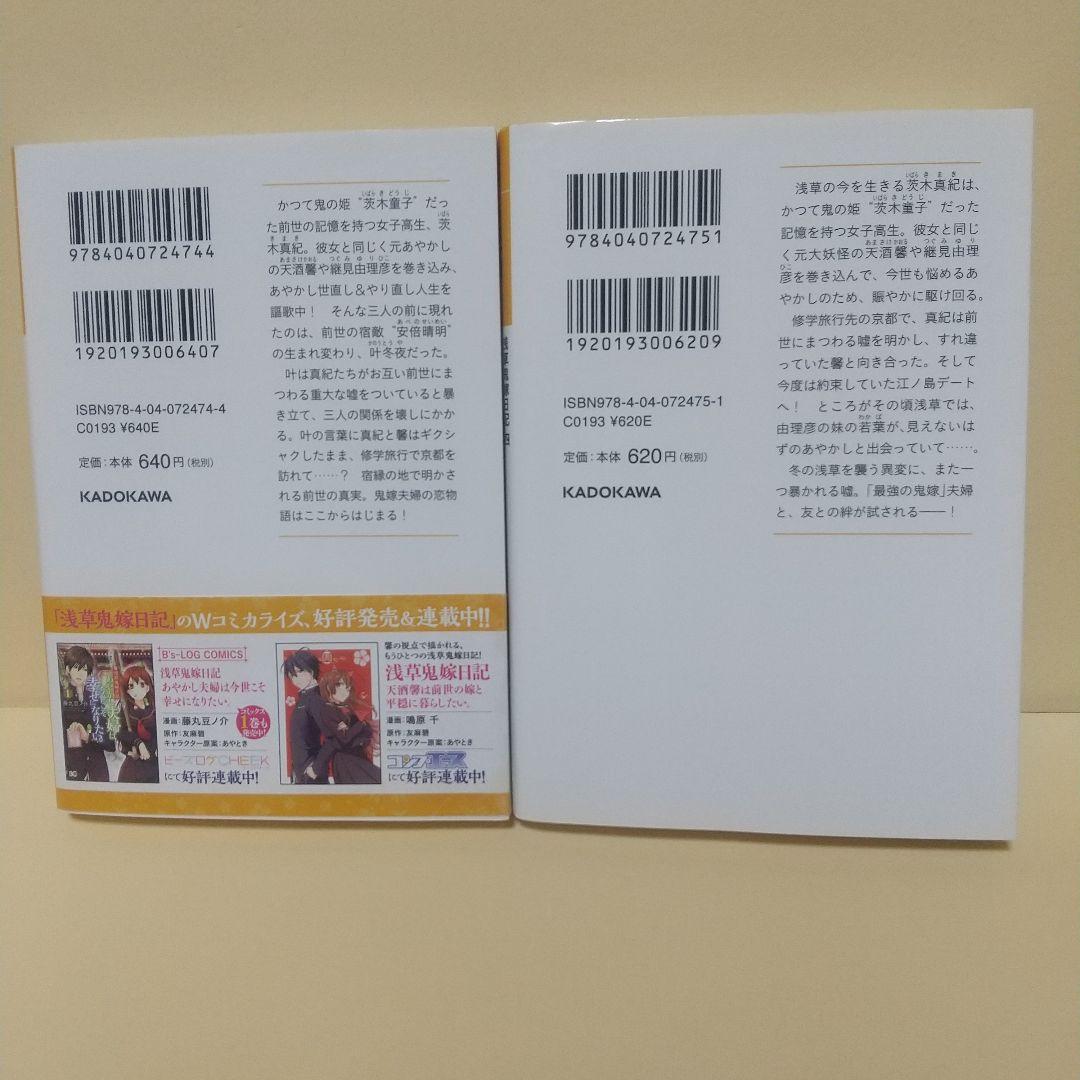 9784040724744
1920193006407
ISBN978-4-04-072474-4
C0193 ¥640E
定価：本体 640円(税別)
KADOKAWA
かつて鬼の姫“茨木童子”だっ
た前世の記憶を持つ女子高生、茨
木真紀。彼女と同じく元あやかし
の天酒馨や継見由理彦を巻き込み、
あやかし世直し&やり直し人生を
謳歌中！　そんな三人の前に現れ
たのは、前世の宿敵“安倍晴明”
の生まれ変わり、叶冬夜だった。
叶は真紀たちがお互い前世にま
つわる重大な嘘をついていると暴
き立て、三人の関係を壊しにかか
る。叶の言葉に真紀と馨はギクシ
ャクしたまま、修学旅行で京都を
訪れて……？　宿縁の地で明かさ
れる前世の真実。鬼嫁夫婦の恋物
語はここからはじまる！
「浅草鬼嫁日記」のWコミカライズ、好評発売&連載中!!
B's-LOG COMICS
浅草鬼嫁日記
あやかし夫婦は今世こそ
幸せになりたい。
コミックス
1巻も
発売中!
漫画：藤丸豆ノ介
原作：友麻碧
キャラクター原案：あやとき
ビーズログCHEEK
にて好評連載中!
馨の視点で描かれる、
もうひとつの浅草鬼嫁日記!
浅草鬼嫁日記
天酒馨は前世の嫁と
平穏に暮らしたい。
漫画：鳴原 千
原作：友麻碧
キャラクター原案：あやとき
コンプエース
にて好評連載中!
浅草鬼嫁日記 四
9784040724751
1920193006209
ISBN978-4-04-072475-1
C0193 ¥620E
定価：本体 620円(税別)
KADOKAWA
浅草の今を生きる茨木真紀は、
かつて鬼の姫“茨木童子”だった
記憶を持つ女子高生。彼女と同じ
く元大妖怪の天酒馨や継見由理
彦を巻き込んで、今世も悩めるあ
やかしのため、賑やかに駆け回る。
修学旅行先の京都で、真紀は前
世にまつわる嘘を明かし、すれ違
っていた馨と向き合った。そして
今度は約束していた江ノ島デート
へ！　ところがその頃浅草では、
由理彦の妹の若葉が、見えないは
ずのあやかしと出会っていて……。
冬の浅草を襲う異変に、また一
つ暴かれる嘘。「最強の鬼嫁」夫婦
と、友との絆が試される――！